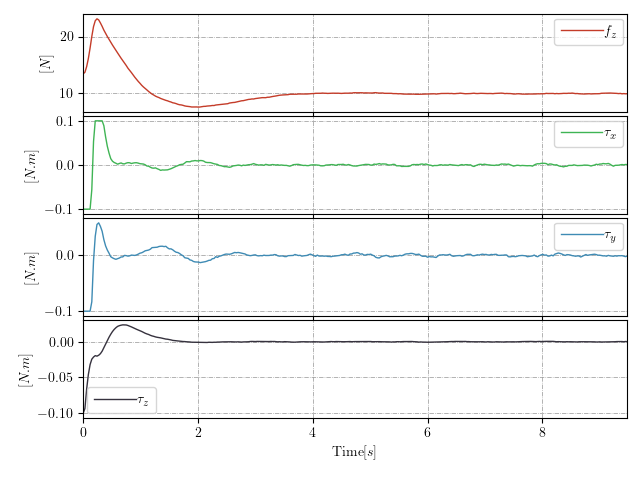 20
10
[N]
f_z
0.1
0.0
−0.1
[N.m]
τ_x
0.0
−0.1
[N.m]
τ_y
0.00
−0.05
−0.10
[N.m]
τ_z
0 2 4 6 8
Time[s]